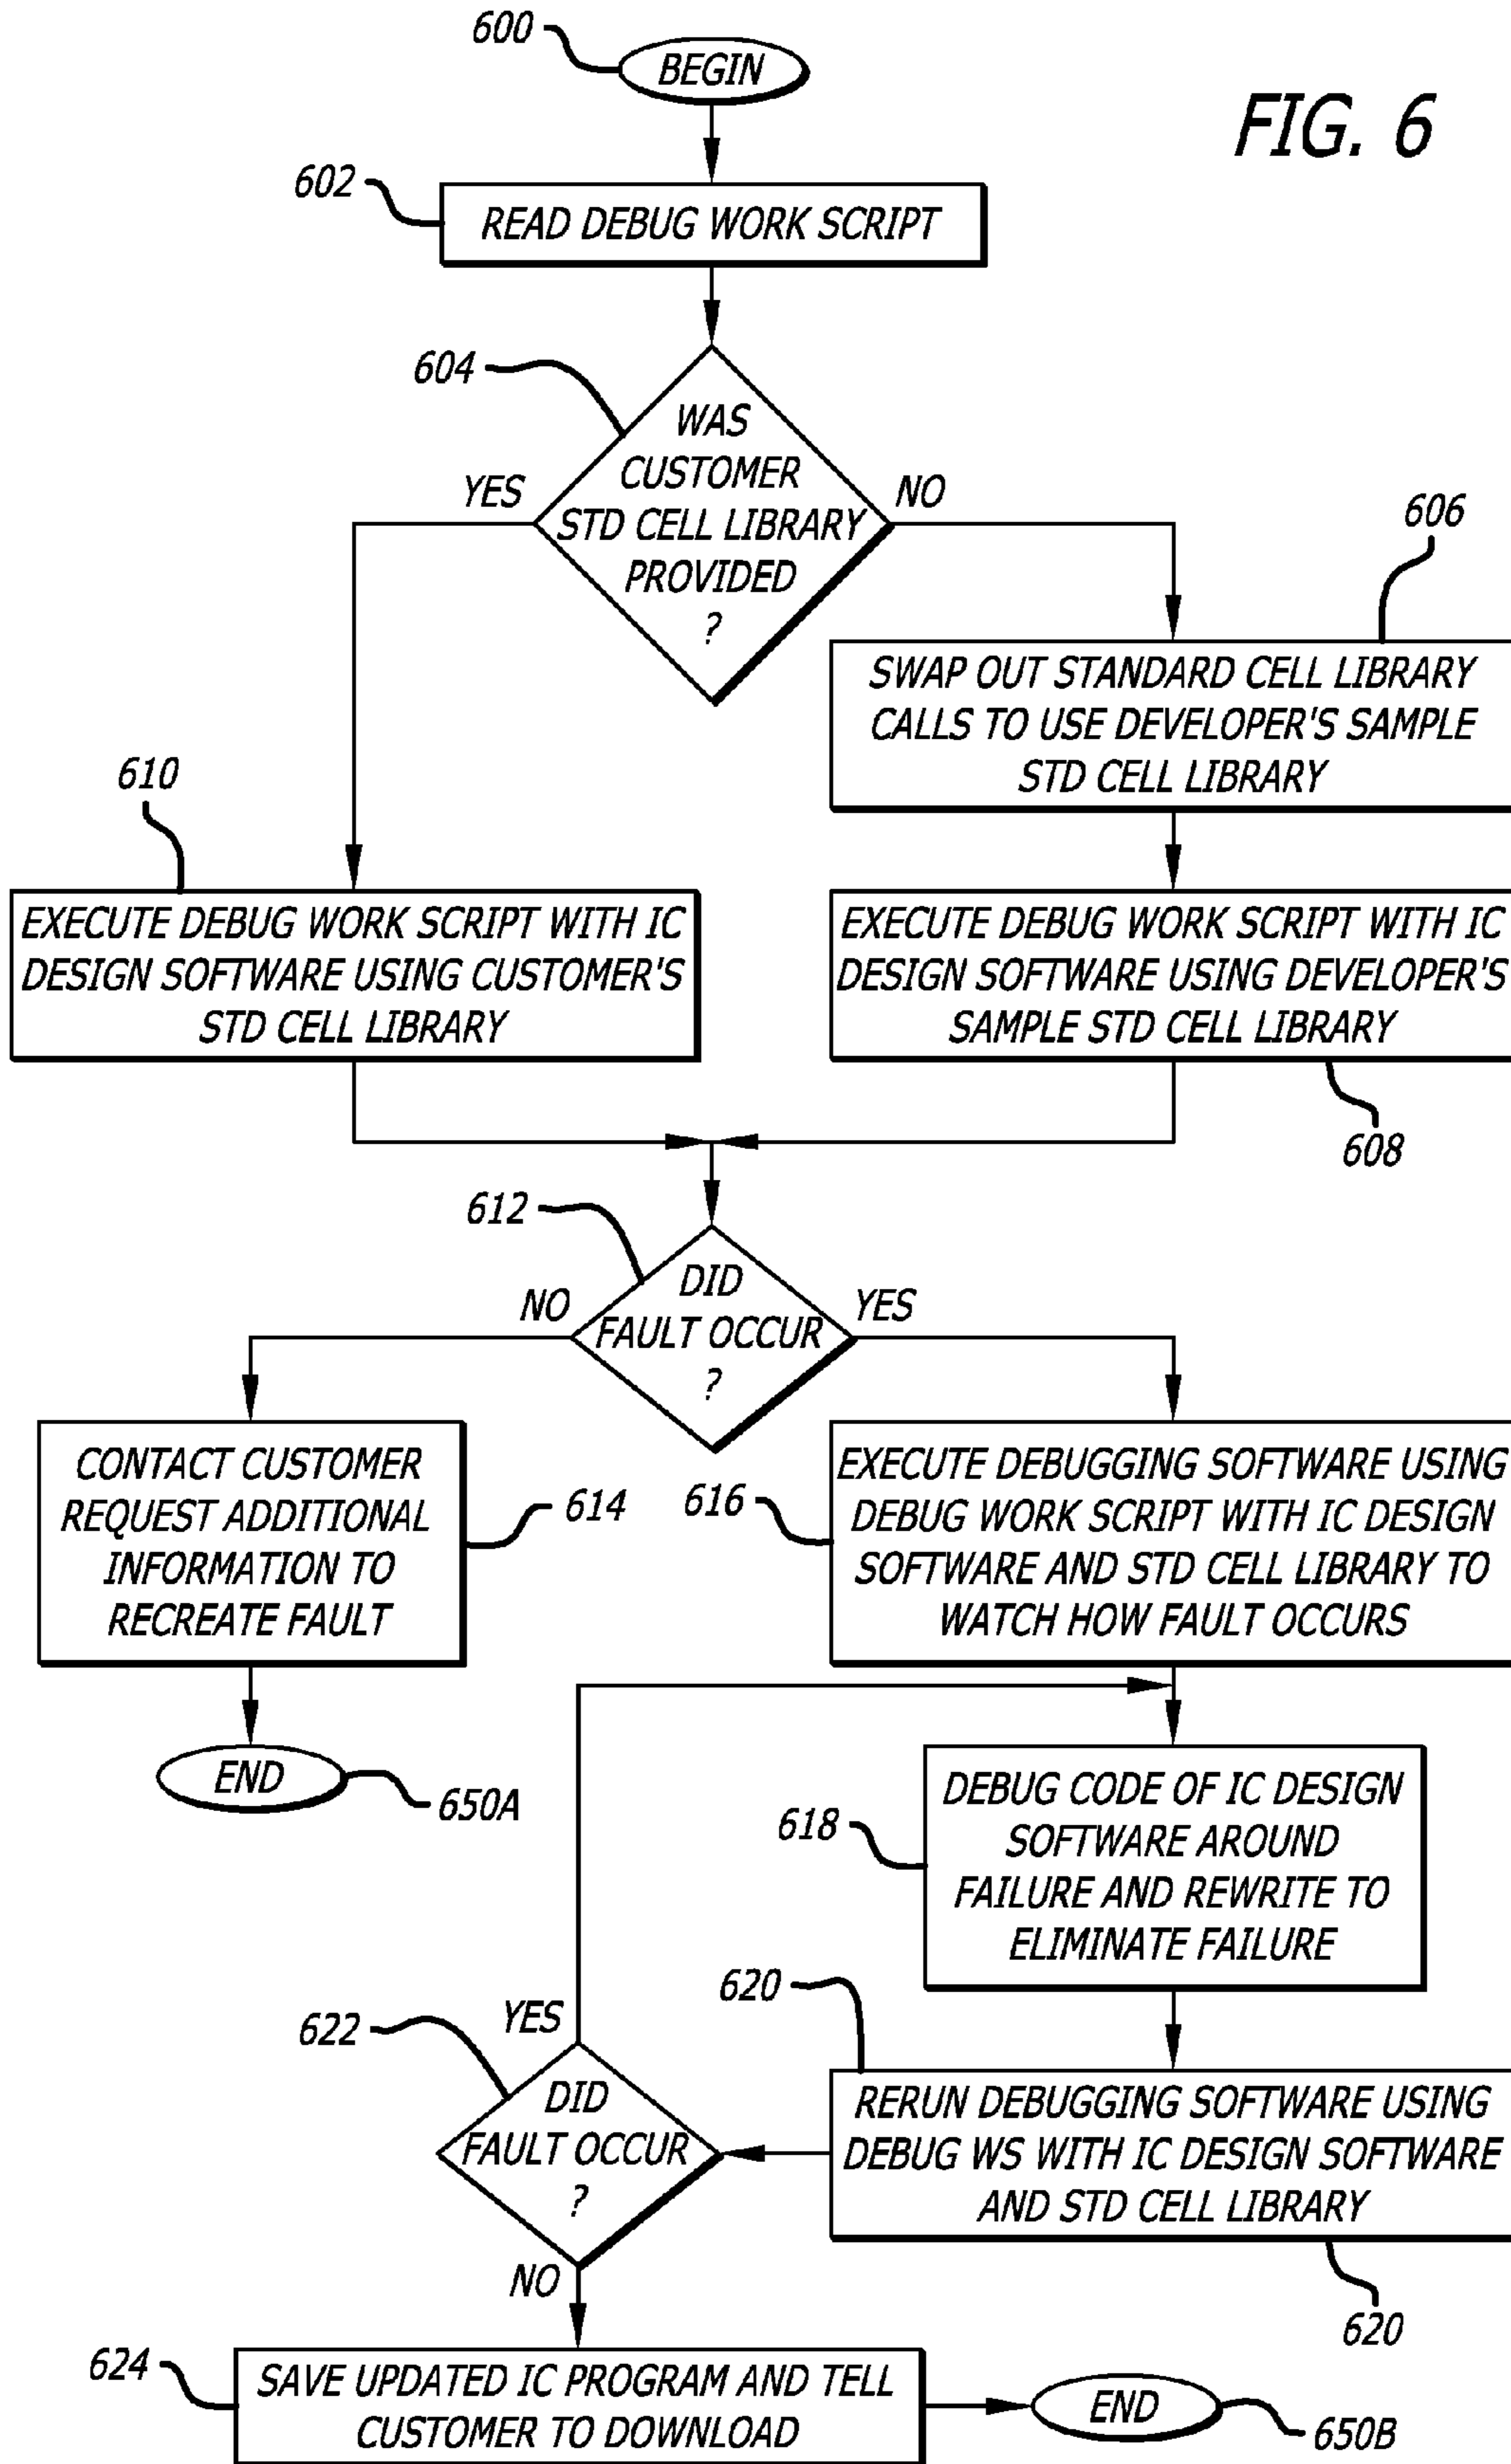 600
BEGIN
FIG. 6
602
READ DEBUG WORK SCRIPT
604
WAS
CUSTOMER
STD CELL LIBRARY
PROVIDED
?
YES
NO
606
SWAP OUT STANDARD CELL LIBRARY
CALLS TO USE DEVELOPER'S SAMPLE
STD CELL LIBRARY
610
EXECUTE DEBUG WORK SCRIPT WITH IC
DESIGN SOFTWARE USING CUSTOMER'S
STD CELL LIBRARY
EXECUTE DEBUG WORK SCRIPT WITH IC
DESIGN SOFTWARE USING DEVELOPER'S
SAMPLE STD CELL LIBRARY
608
612
DID
FAULT OCCUR
?
NO
YES
CONTACT CUSTOMER
REQUEST ADDITIONAL
INFORMATION TO
RECREATE FAULT
614
616
EXECUTE DEBUGGING SOFTWARE USING
DEBUG WORK SCRIPT WITH IC DESIGN
SOFTWARE AND STD CELL LIBRARY TO
WATCH HOW FAULT OCCURS
END
650A
618
DEBUG CODE OF IC DESIGN
SOFTWARE AROUND
FAILURE AND REWRITE TO
ELIMINATE FAILURE
620
622
YES
DID
FAULT OCCUR
?
NO
RERUN DEBUGGING SOFTWARE USING
DEBUG WS WITH IC DESIGN SOFTWARE
AND STD CELL LIBRARY
620
624
SAVE UPDATED IC PROGRAM AND TELL
CUSTOMER TO DOWNLOAD
END
650B